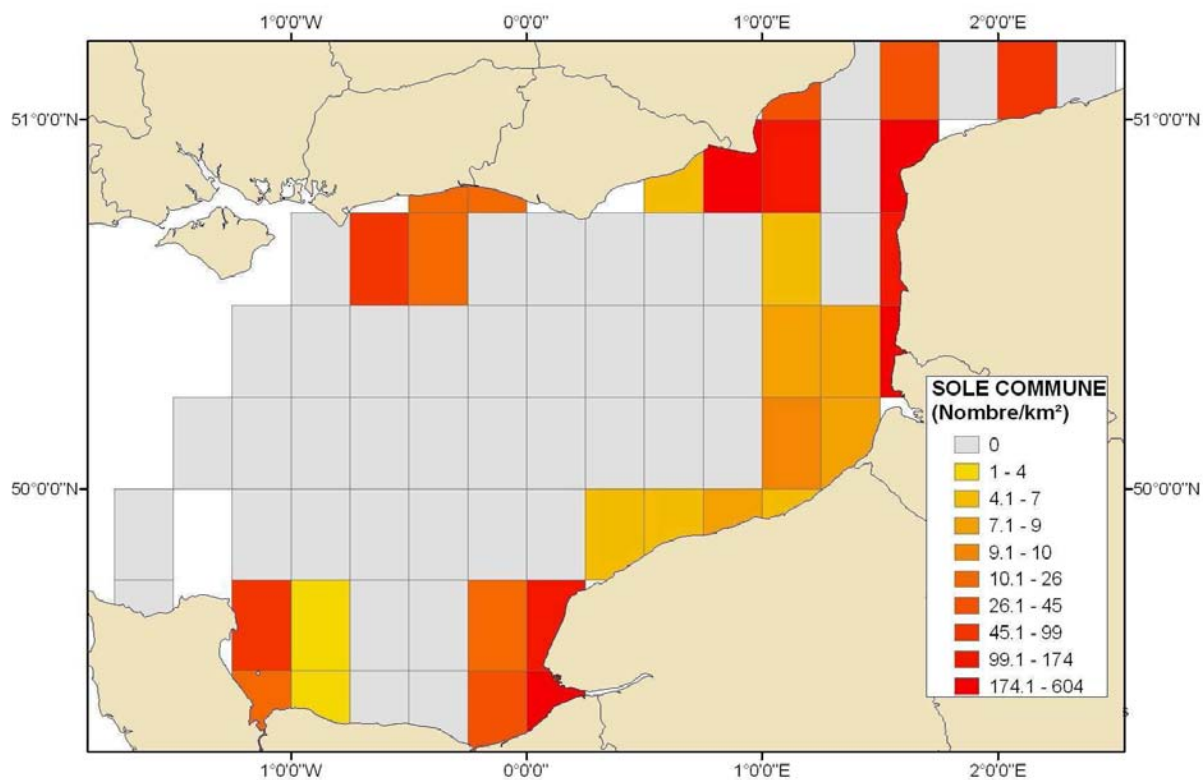 1°0'0"W 0°0'0" 1°0'0"E 2°0'0"E
51°0'0"N 51°0'0"N
50°0'0"N 50°0'0"N
SOLE COMMUNE
(Nombre/km²)
0
1 - 4
4.1 - 7
7.1 - 9
9.1 - 10
10.1 - 26
26.1 - 45
45.1 - 99
99.1 - 174
174.1 - 604
s
1°0'0"W 0°0'0" 1°0'0"E 2°0'0"E